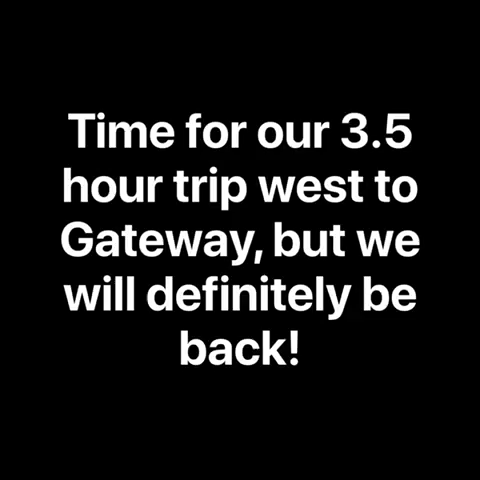 Time for our 3.5
hour trip west to
Gateway, but we
will definitely be
back!